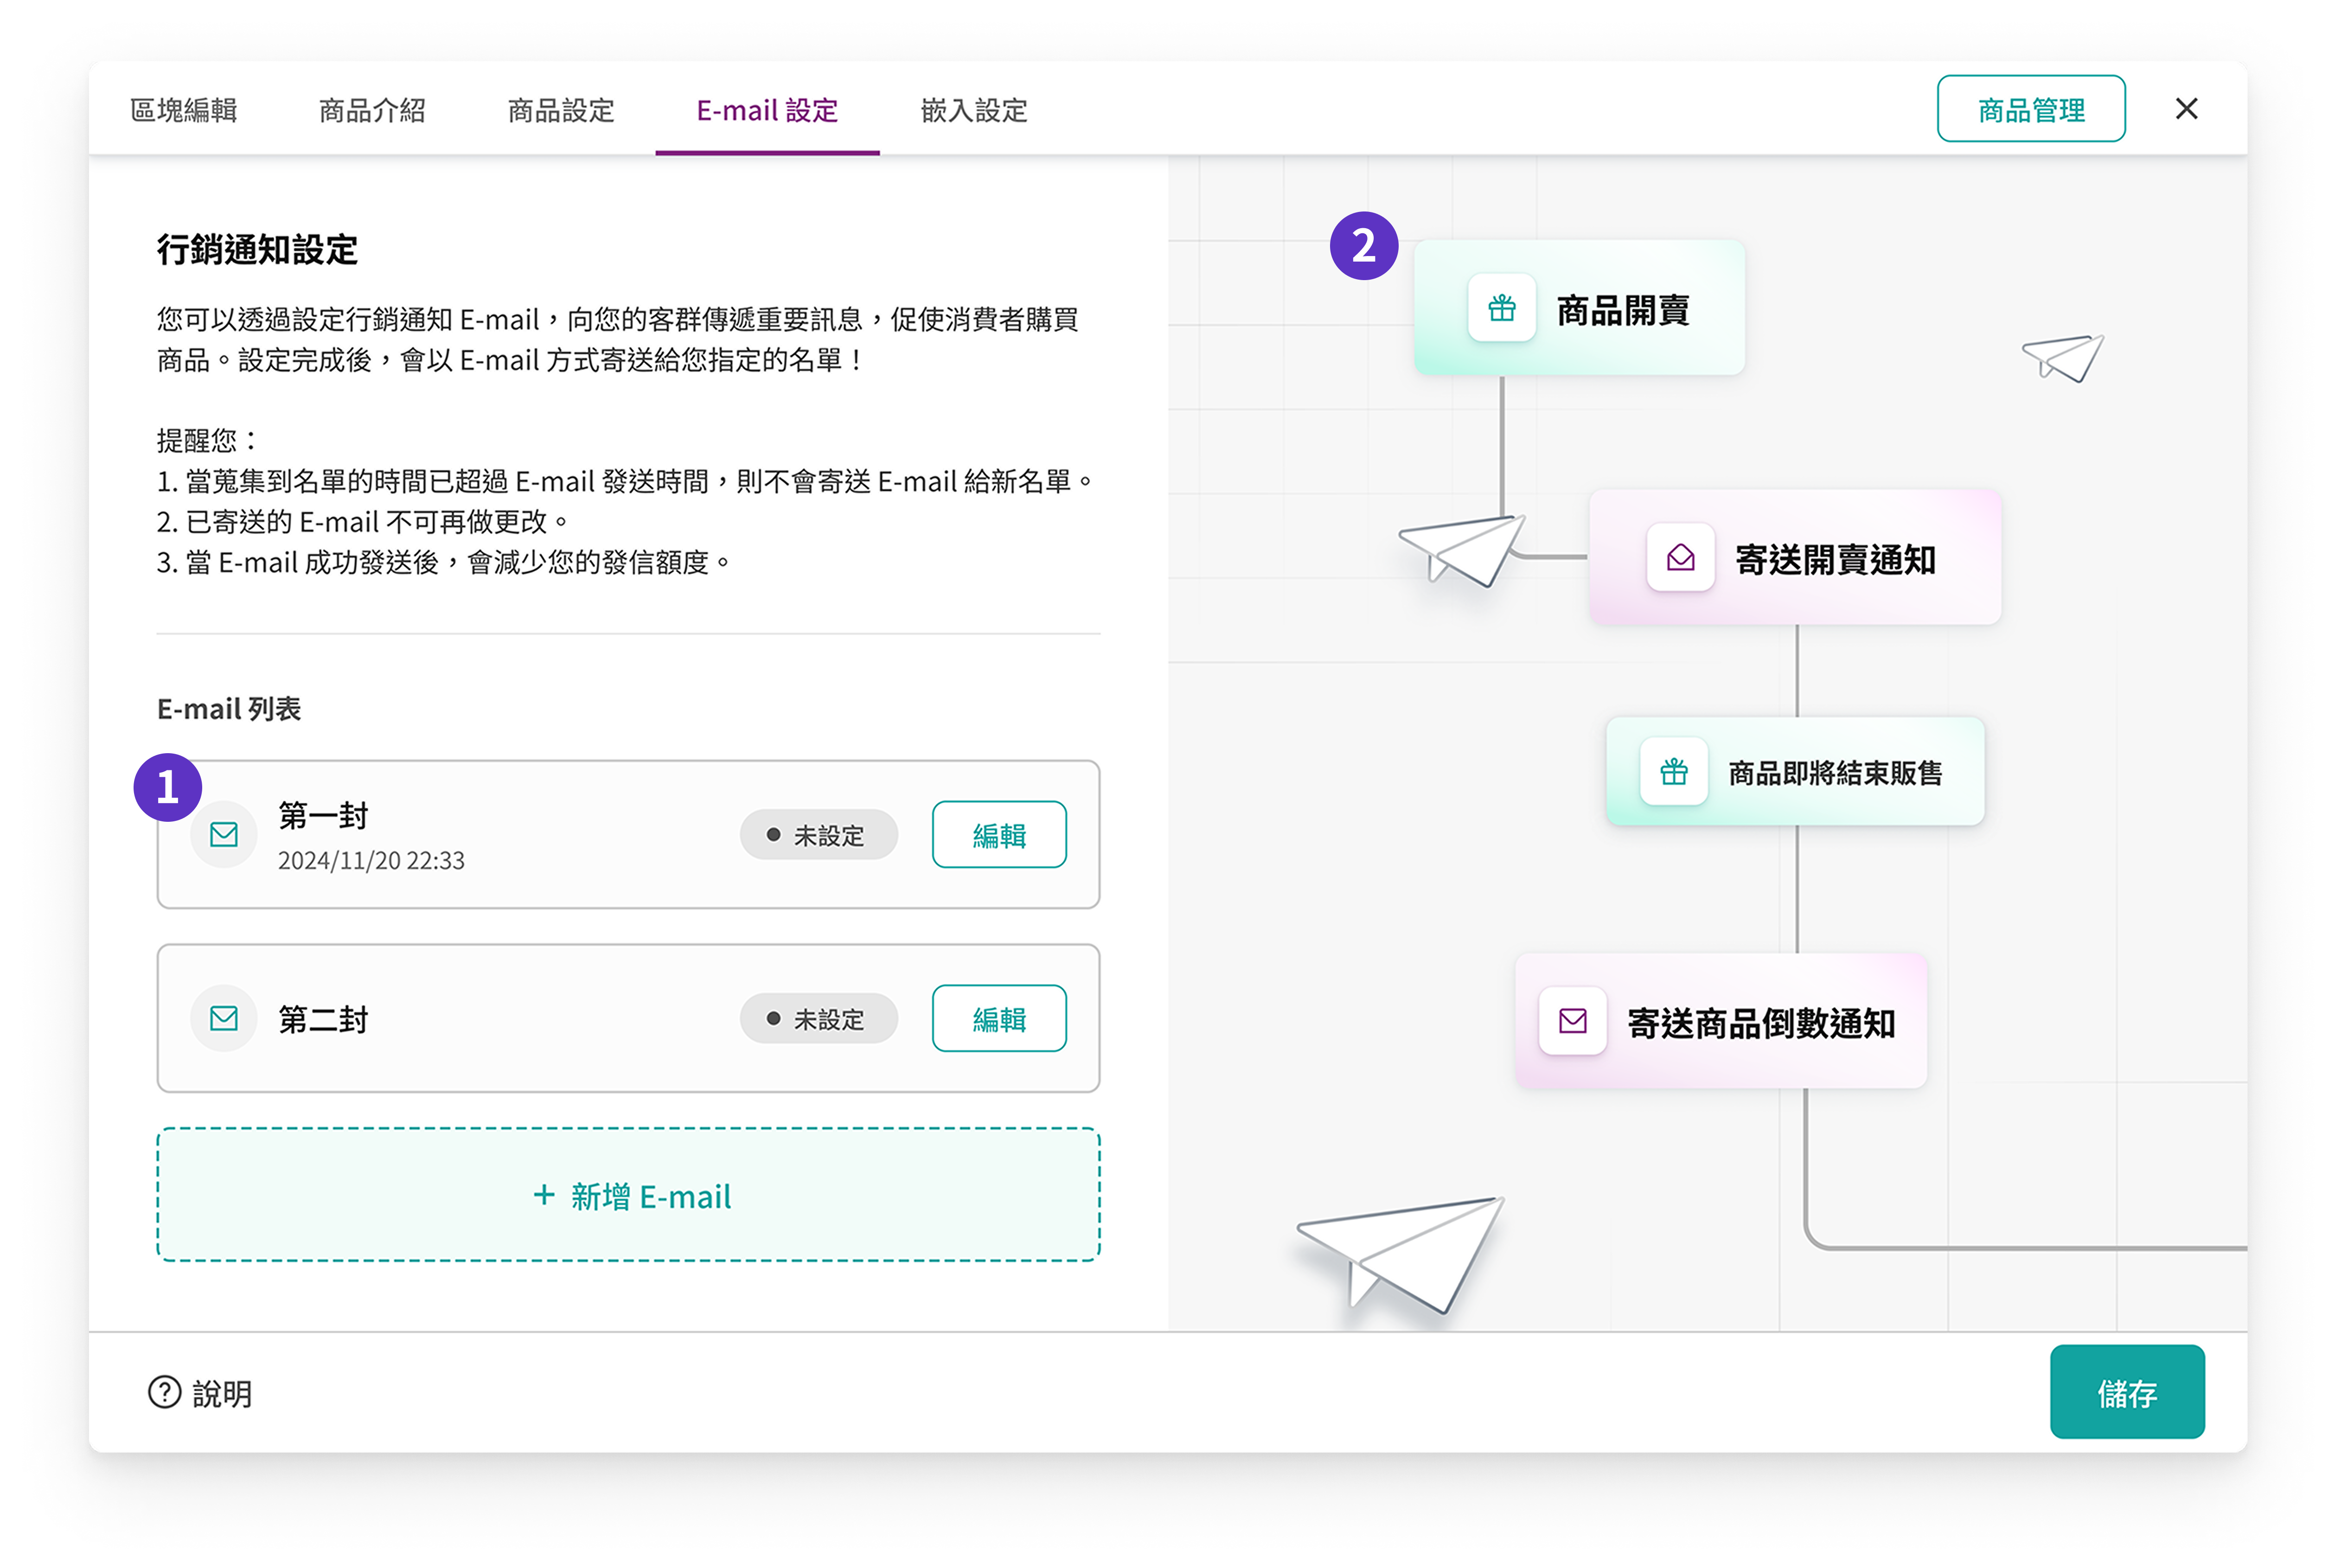 區塊編輯
商品介紹
商品設定
E-mail 設定
嵌入設定
商品管理
行銷通知設定
您可以透過設定行銷通知 E-mail，向您的客群傳遞重要訊息，促使消費者購買
商品。設定完成後，會以 E-mail 方式寄送給您指定的名單！
提醒您：
1. 當蒐集到名單的時間已超過 E-mail 發送時間，則不會寄送 E-mail 給新名單。
2. 已寄送的 E-mail 不可再做更改。
3. 當 E-mail 成功發送後，會減少您的發信額度。
E-mail 列表
1
第一封
2024/11/20 22:33
未設定
編輯
第二封
未設定
編輯
+ 新增 E-mail
2
商品開賣
寄送開賣通知
商品即將結束販售
寄送商品倒數通知
? 說明
儲存